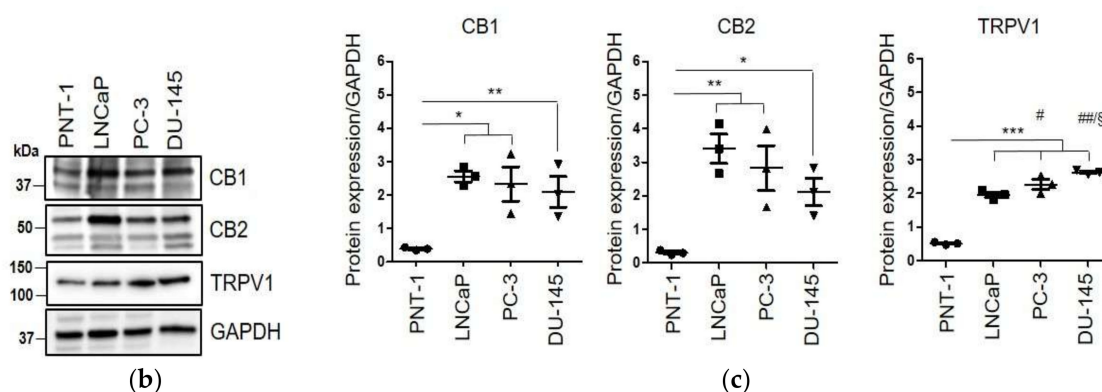 PNT-1
LNCaP
PC-3
DU-145
kDa
37
CB1
50
CB2
150
100
TRPV1
37
GAPDH
(b)
CB1
Protein expression/GAPDH
6
5
4
3
2
1
0
**
*
PNT-1
LNCaP
PC-3
DU-145
CB2
Protein expression/GAPDH
6
5
4
3
2
1
0
*
**
PNT-1
LNCaP
PC-3
DU-145
TRPV1
Protein expression/GAPDH
6
5
4
3
2
1
0
# ##/§
***
PNT-1
LNCaP
PC-3
DU-145
(c)